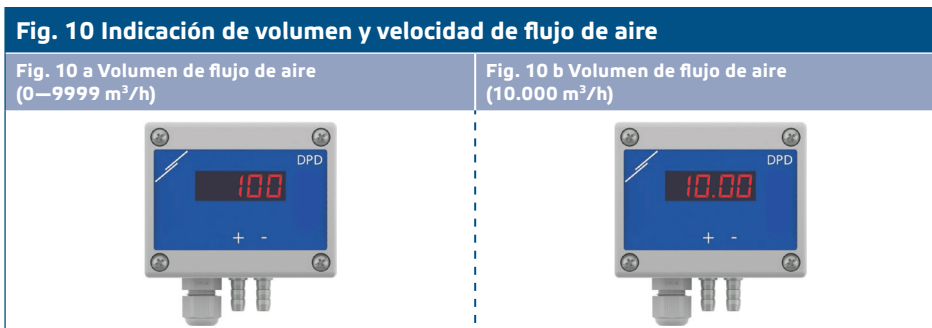 Fig. 10 Indicación de volumen y velocidad de flujo de aire
Fig. 10 a Volumen de flujo de aire
(0—9999 m³/h)
Fig. 10 b Volumen de flujo de aire
(10.000 m³/h)
DPD
100
+ -
DPD
10.00
+ -